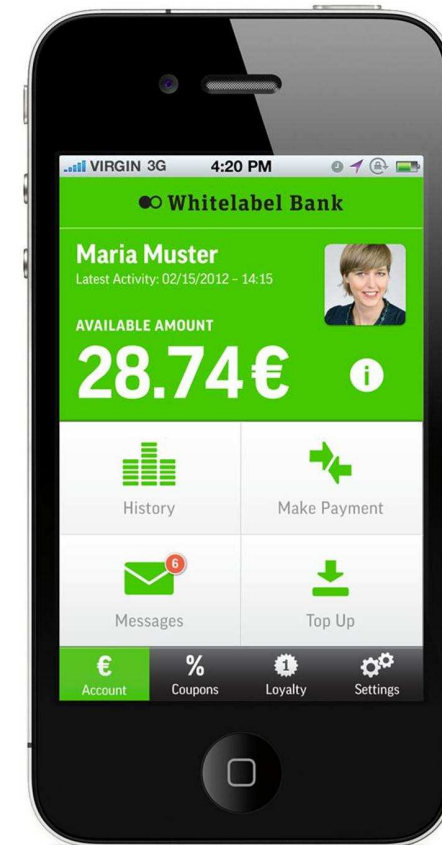 VIRGIN 3G 4:20 PM
Whitelabel Bank
Maria Muster
Latest Activity: 02/15/2012 – 14:15
AVAILABLE AMOUNT
28.74€
i
History Make Payment
6
Messages Top Up
€ % 1
Account Coupons Loyalty Settings